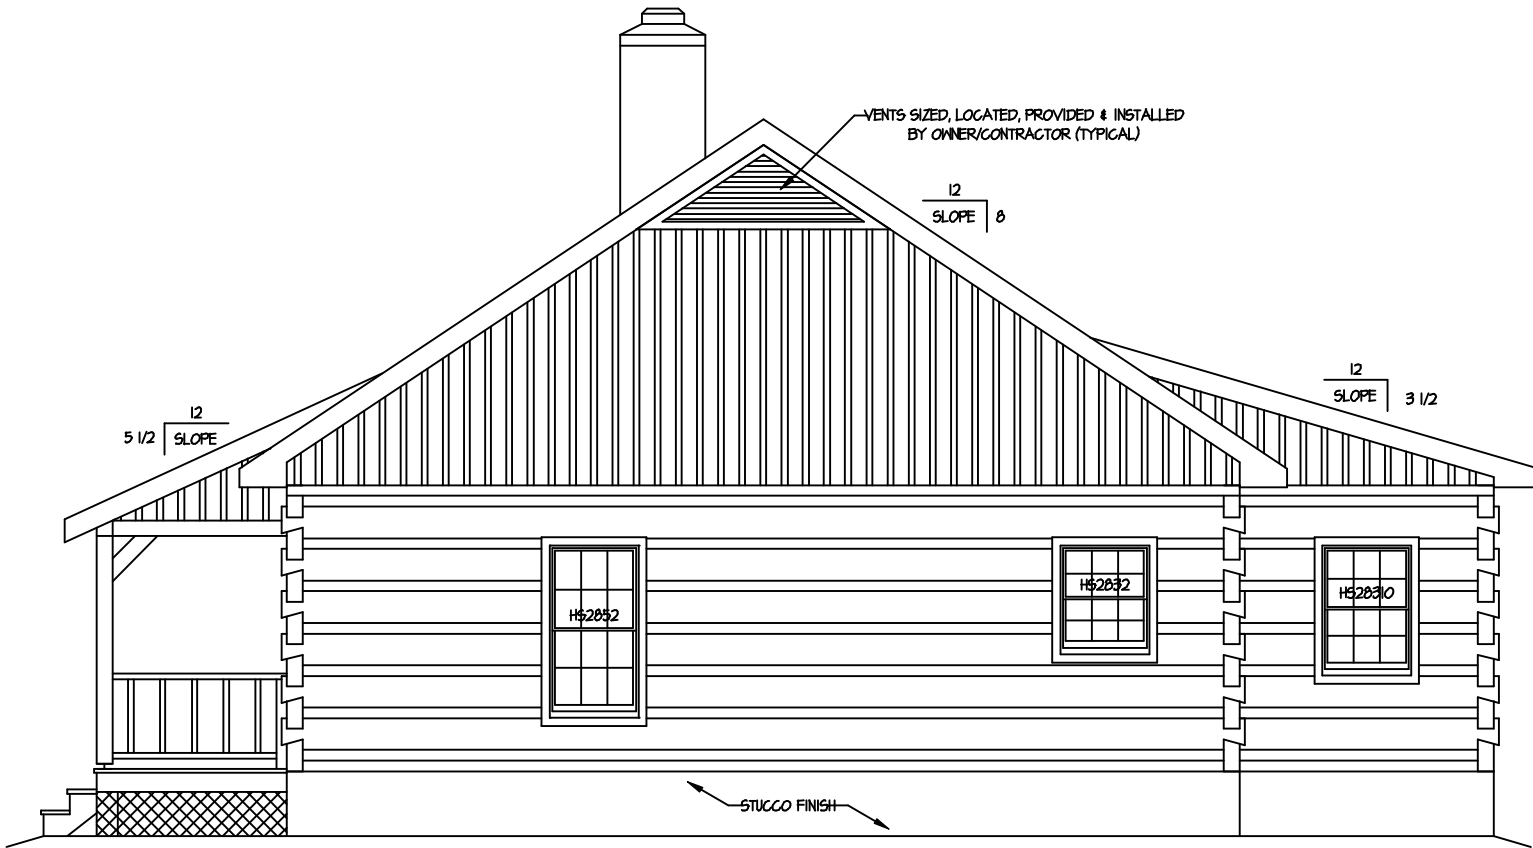 VENTS SIZED, LOCATED, PROVIDED & INSTALLED
BY OWNER/CONTRACTOR (TYPICAL)
12
SLOPE 8
12
SLOPE 3 1/2
12
5 1/2 SLOPE
HS2852
HS2832
HS28310
STUCCO FINISH